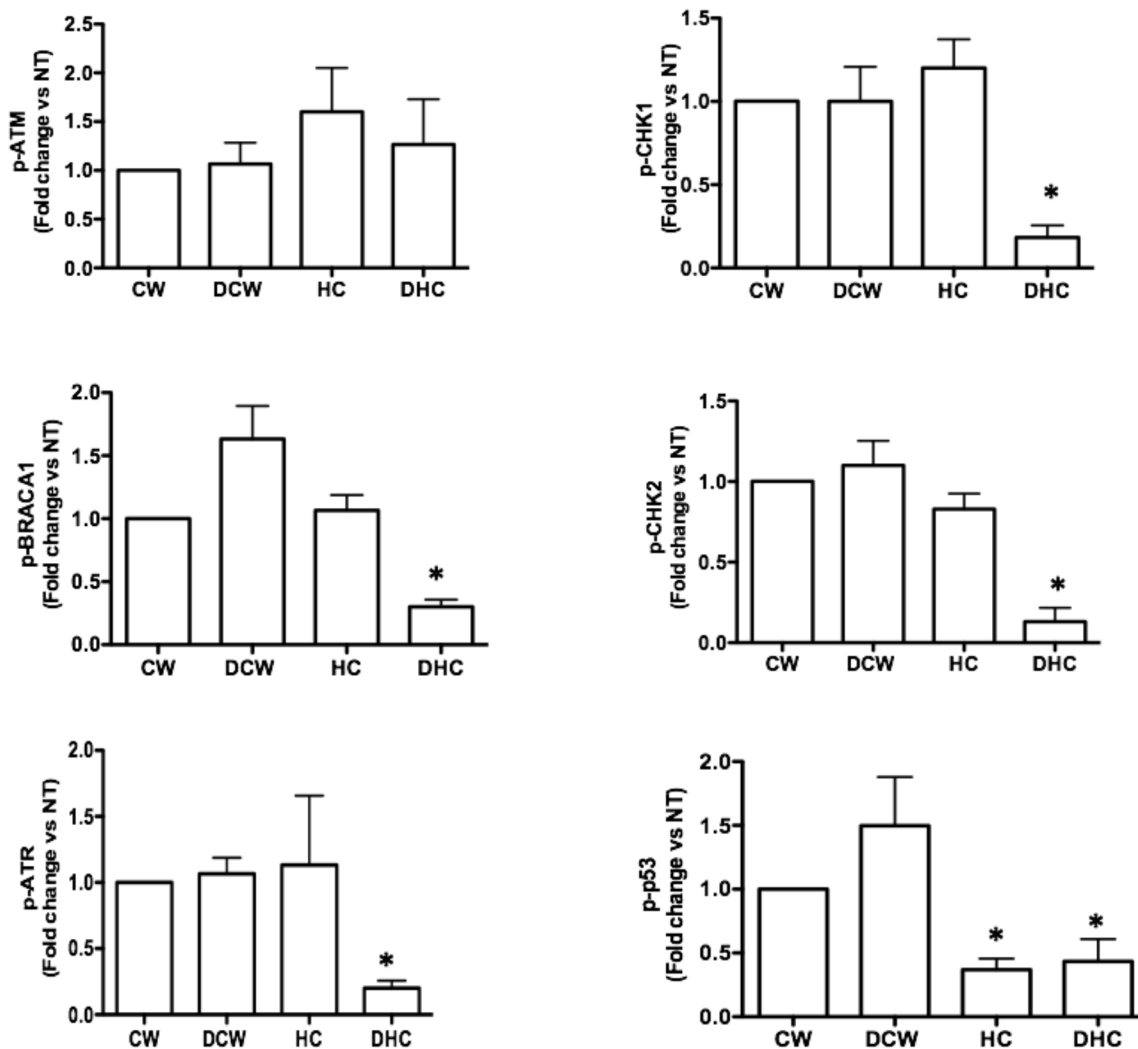 p-ATM
(Fold change vs NT)
2.5
2.0
1.5
1.0
0.5
0.0
CW DCW HC DHC
p-CHK1
(Fold change vs NT)
1.5
1.0
0.5
0.0
*
CW DCW HC DHC
p-BRACA1
(Fold change vs NT)
2.0
1.5
1.0
0.5
0.0
*
CW DCW HC DHC
p-CHK2
(Fold change vs NT)
1.5
1.0
0.5
0.0
*
CW DCW HC DHC
p-ATR
(Fold change vs NT)
2.0
1.5
1.0
0.5
0.0
*
CW DCW HC DHC
p-p53
(Fold change vs NT)
2.0
1.5
1.0
0.5
0.0
* *
CW DCW HC DHC